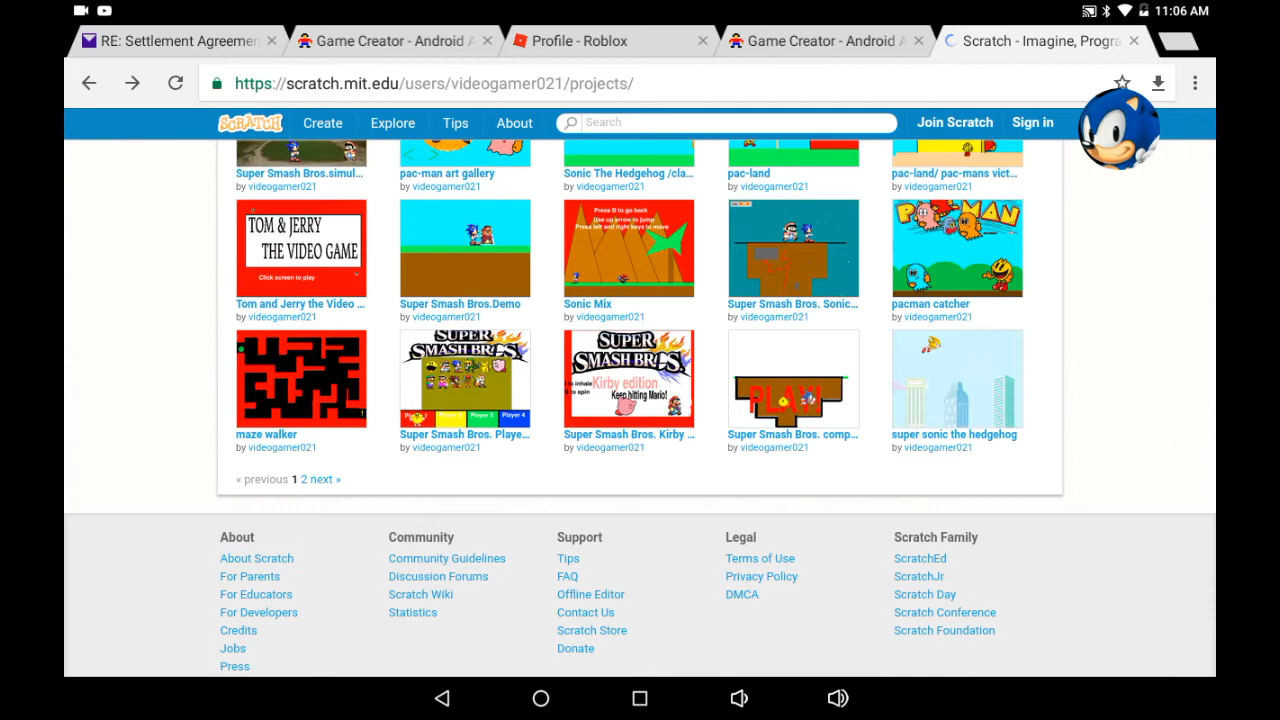 11:06 AM
RE: Settlement Agreemen
Game Creator - Android A
Profile - Roblox
Game Creator - Android A
Scratch - Imagine, Progra
https://scratch.mit.edu/users/videogamer021/projects/
SCRATCH Create Explore Tips About Search Join Scratch Sign in
Super Smash Bros.simul... pac-man art gallery Sonic The Hedgehog /cla... pac-land pac-land/ pac-mans vict...
by videogamer021 by videogamer021 by videogamer021 by videogamer021 by videogamer021
TOM & JERRY
THE VIDEO GAME
Click screen to play
Press B to go back
Use up arrow to jump
Press left and right keys to move
Tom and Jerry the Video ... Super Smash Bros.Demo Sonic Mix Super Smash Bros. Sonic... pacman catcher
by videogamer021 by videogamer021 by videogamer021 by videogamer021 by videogamer021
SUPER
SMASH BROS.
Player 3 Player 4
SUPER
SMASH BROS.
to inhale Kirby edition
B to spin Keep hitting Mario!
PLAY!
maze walker Super Smash Bros. Playe... Super Smash Bros. Kirby ... Super Smash Bros. comp... super sonic the hedgehog
by videogamer021 by videogamer021 by videogamer021 by videogamer021 by videogamer021
« previous 1 2 next »
About
About Scratch
For Parents
For Educators
For Developers
Credits
Jobs
Press
Community
Community Guidelines
Discussion Forums
Scratch Wiki
Statistics
Support
Tips
FAQ
Offline Editor
Contact Us
Scratch Store
Donate
Legal
Terms of Use
Privacy Policy
DMCA
Scratch Family
ScratchEd
ScratchJr
Scratch Day
Scratch Conference
Scratch Foundation